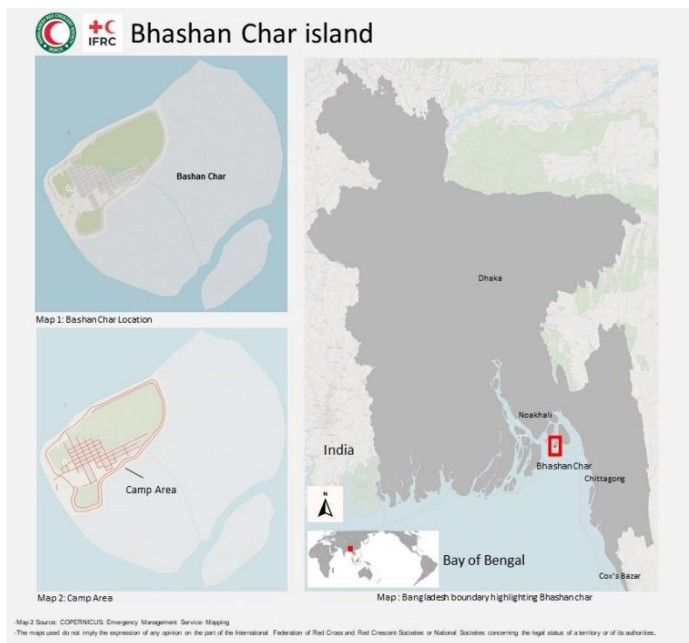 IFRC
Bhashan Char island
Bashan Char
Map 1: Bashan Char Location
Camp Area
Map 2: Camp Area
Dhaka
Noakhali
India
Bhashan Char
Chittagong
N
Bay of Bengal
Cox's Bazar
Map : Bangladesh boundary highlighting Bhashan char
-Map 2 Source: COPERNICUS: Emergency Management Service Mapping
-The maps used do not imply the expression of any opinion on the part of the International Federation of Red Cross and Red Crescent Societies or National Societies concerning the legal status of a territory or of its authorities.